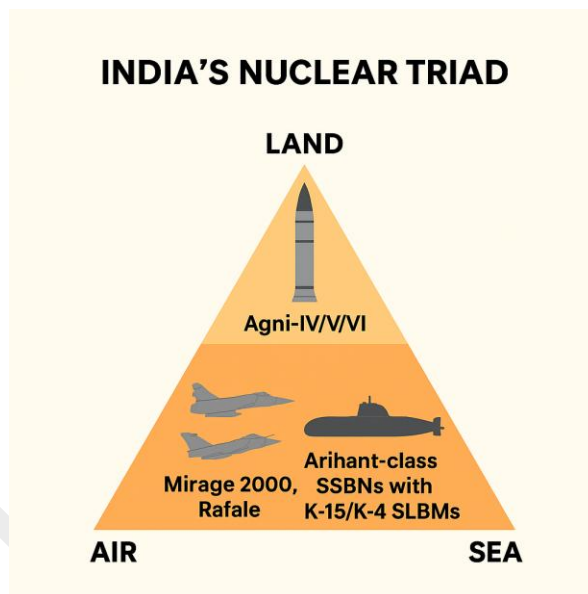 INDIA'S NUCLEAR TRIAD
LAND
Agni-IV/V/VI
Mirage 2000,
Rafale
Arihant-class
SSBNs with
K-15/K-4 SLBMs
AIR
SEA